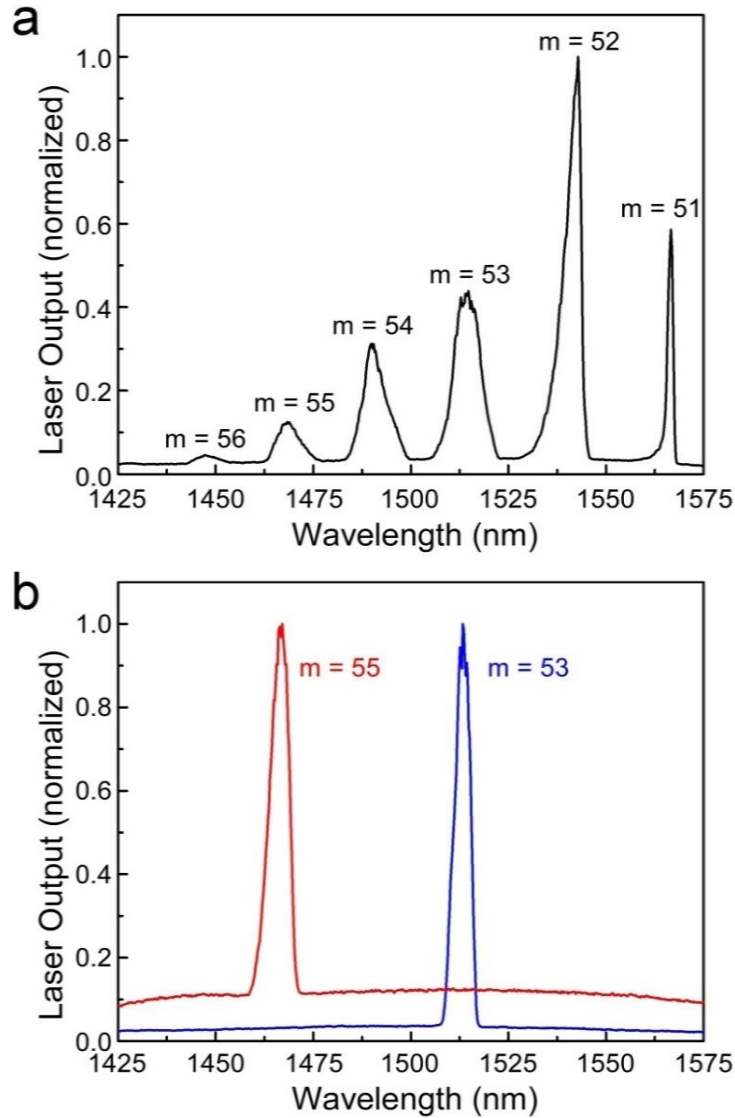 a
m = 52
m = 51
m = 53
m = 54
m = 55
m = 56
Laser Output (normalized)
1.0
0.8
0.6
0.4
0.2
0.0
1425 1450 1475 1500 1525 1550 1575
Wavelength (nm)
b
m = 55 m = 53
Laser Output (normalized)
1.0
0.8
0.6
0.4
0.2
0.0
1425 1450 1475 1500 1525 1550 1575
Wavelength (nm)